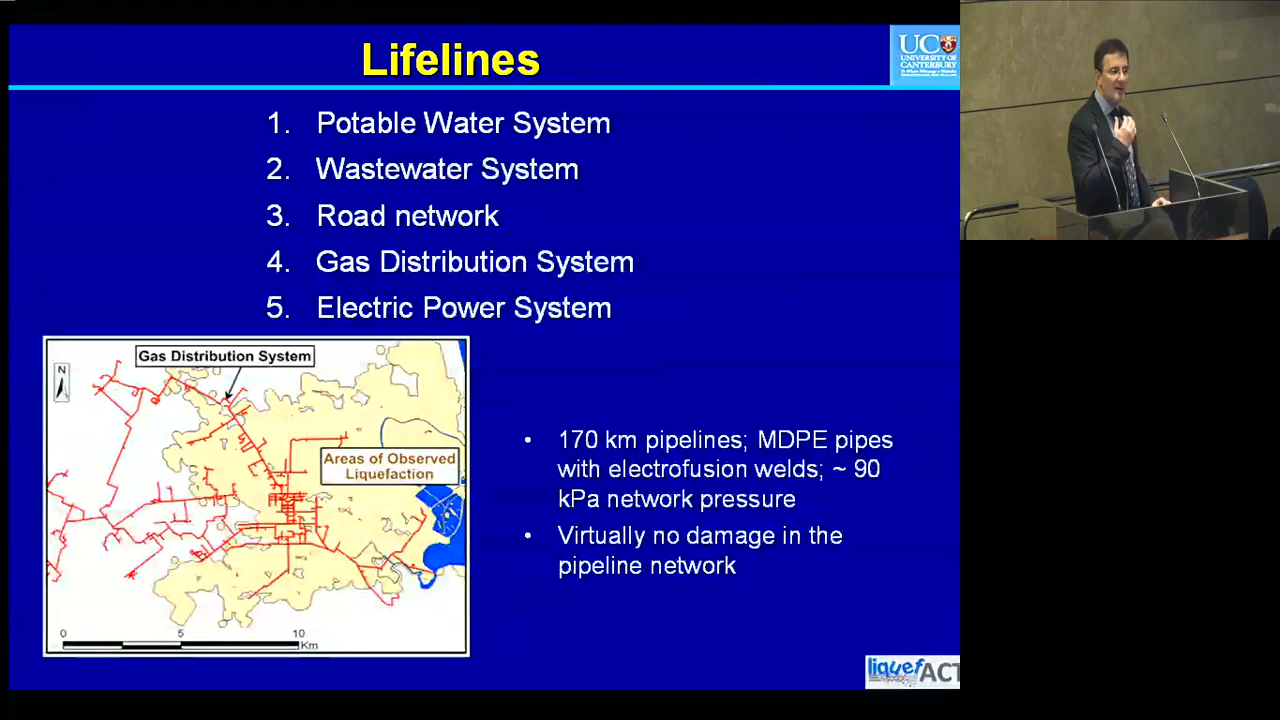 Lifelines
UC
UNIVERSITY OF
CANTERBURY
1. Potable Water System
2. Wastewater System
3. Road network
4. Gas Distribution System
5. Electric Power System
Gas Distribution System
N
Areas of Observed
Liquefaction
0 5 10
Km
• 170 km pipelines; MDPE pipes
with electrofusion welds; ~ 90
kPa network pressure
• Virtually no damage in the
pipeline network
liquefACT